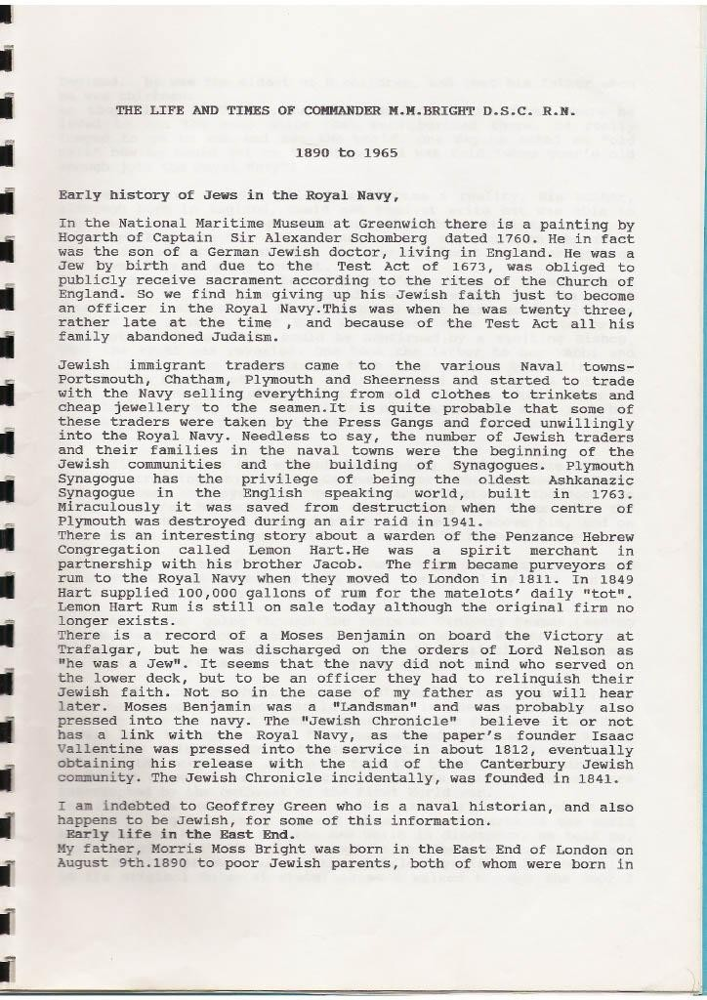 THE LIFE AND TIMES OF COMMANDER M.M.BRIGHT D.S.C. R.N.
1890 to 1965
Early history of Jews in the Royal Navy,
In the National Maritime Museum at Greenwich there is a painting by
Hogarth of Captain Sir Alexander Schomberg dated 1760. He in fact
was the son of a German Jewish doctor, living in England. He was a
Jew by birth and due to the Test Act of 1673, was obliged to
publicly receive sacrament according to the rites of the Church of
England. So we find him giving up his Jewish faith just to become
an officer in the Royal Navy.This was when he was twenty three,
rather late at the time , and because of the Test Act all his
family abandoned Judaism.
Jewish immigrant traders came to the various Naval towns-
Portsmouth, Chatham, Plymouth and Sheerness and started to trade
with the Navy selling everything from old clothes to trinkets and
cheap jewellery to the seamen.It is quite probable that some of
these traders were taken by the Press Gangs and forced unwillingly
into the Royal Navy. Needless to say, the number of Jewish traders
and their families in the naval towns were the beginning of the
Jewish communities and the building of Synagogues. Plymouth
Synagogue has the privilege of being the oldest Ashkanazic
Synagogue in the English speaking world, built in 1763.
Miraculously it was saved from destruction when the centre of
Plymouth was destroyed during an air raid in 1941.
There is an interesting story about a warden of the Penzance Hebrew
Congregation called Lemon Hart.He was a spirit merchant in
partnership with his brother Jacob. The firm became purveyors of
rum to the Royal Navy when they moved to London in 1811. In 1849
Hart supplied 100,000 gallons of rum for the matelots' daily "tot".
Lemon Hart Rum is still on sale today although the original firm no
longer exists.
There is a record of a Moses Benjamin on board the Victory at
Trafalgar, but he was discharged on the orders of Lord Nelson as
"he was a Jew". It seems that the navy did not mind who served on
the lower deck, but to be an officer they had to relinquish their
Jewish faith. Not so in the case of my father as you will hear
later. Moses Benjamin was a "Landsman" and was probably also
pressed into the navy. The "Jewish Chronicle" believe it or not
has a link with the Royal Navy, as the paper's founder Isaac
Vallentine was pressed into the service in about 1812, eventually
obtaining his release with the aid of the Canterbury Jewish
community. The Jewish Chronicle incidentally, was founded in 1841.
I am indebted to Geoffrey Green who is a naval historian, and also
happens to be Jewish, for some of this information.
Early life in the East End.
My father, Morris Moss Bright was born in the East End of London on
August 9th.1890 to poor Jewish parents, both of whom were born in